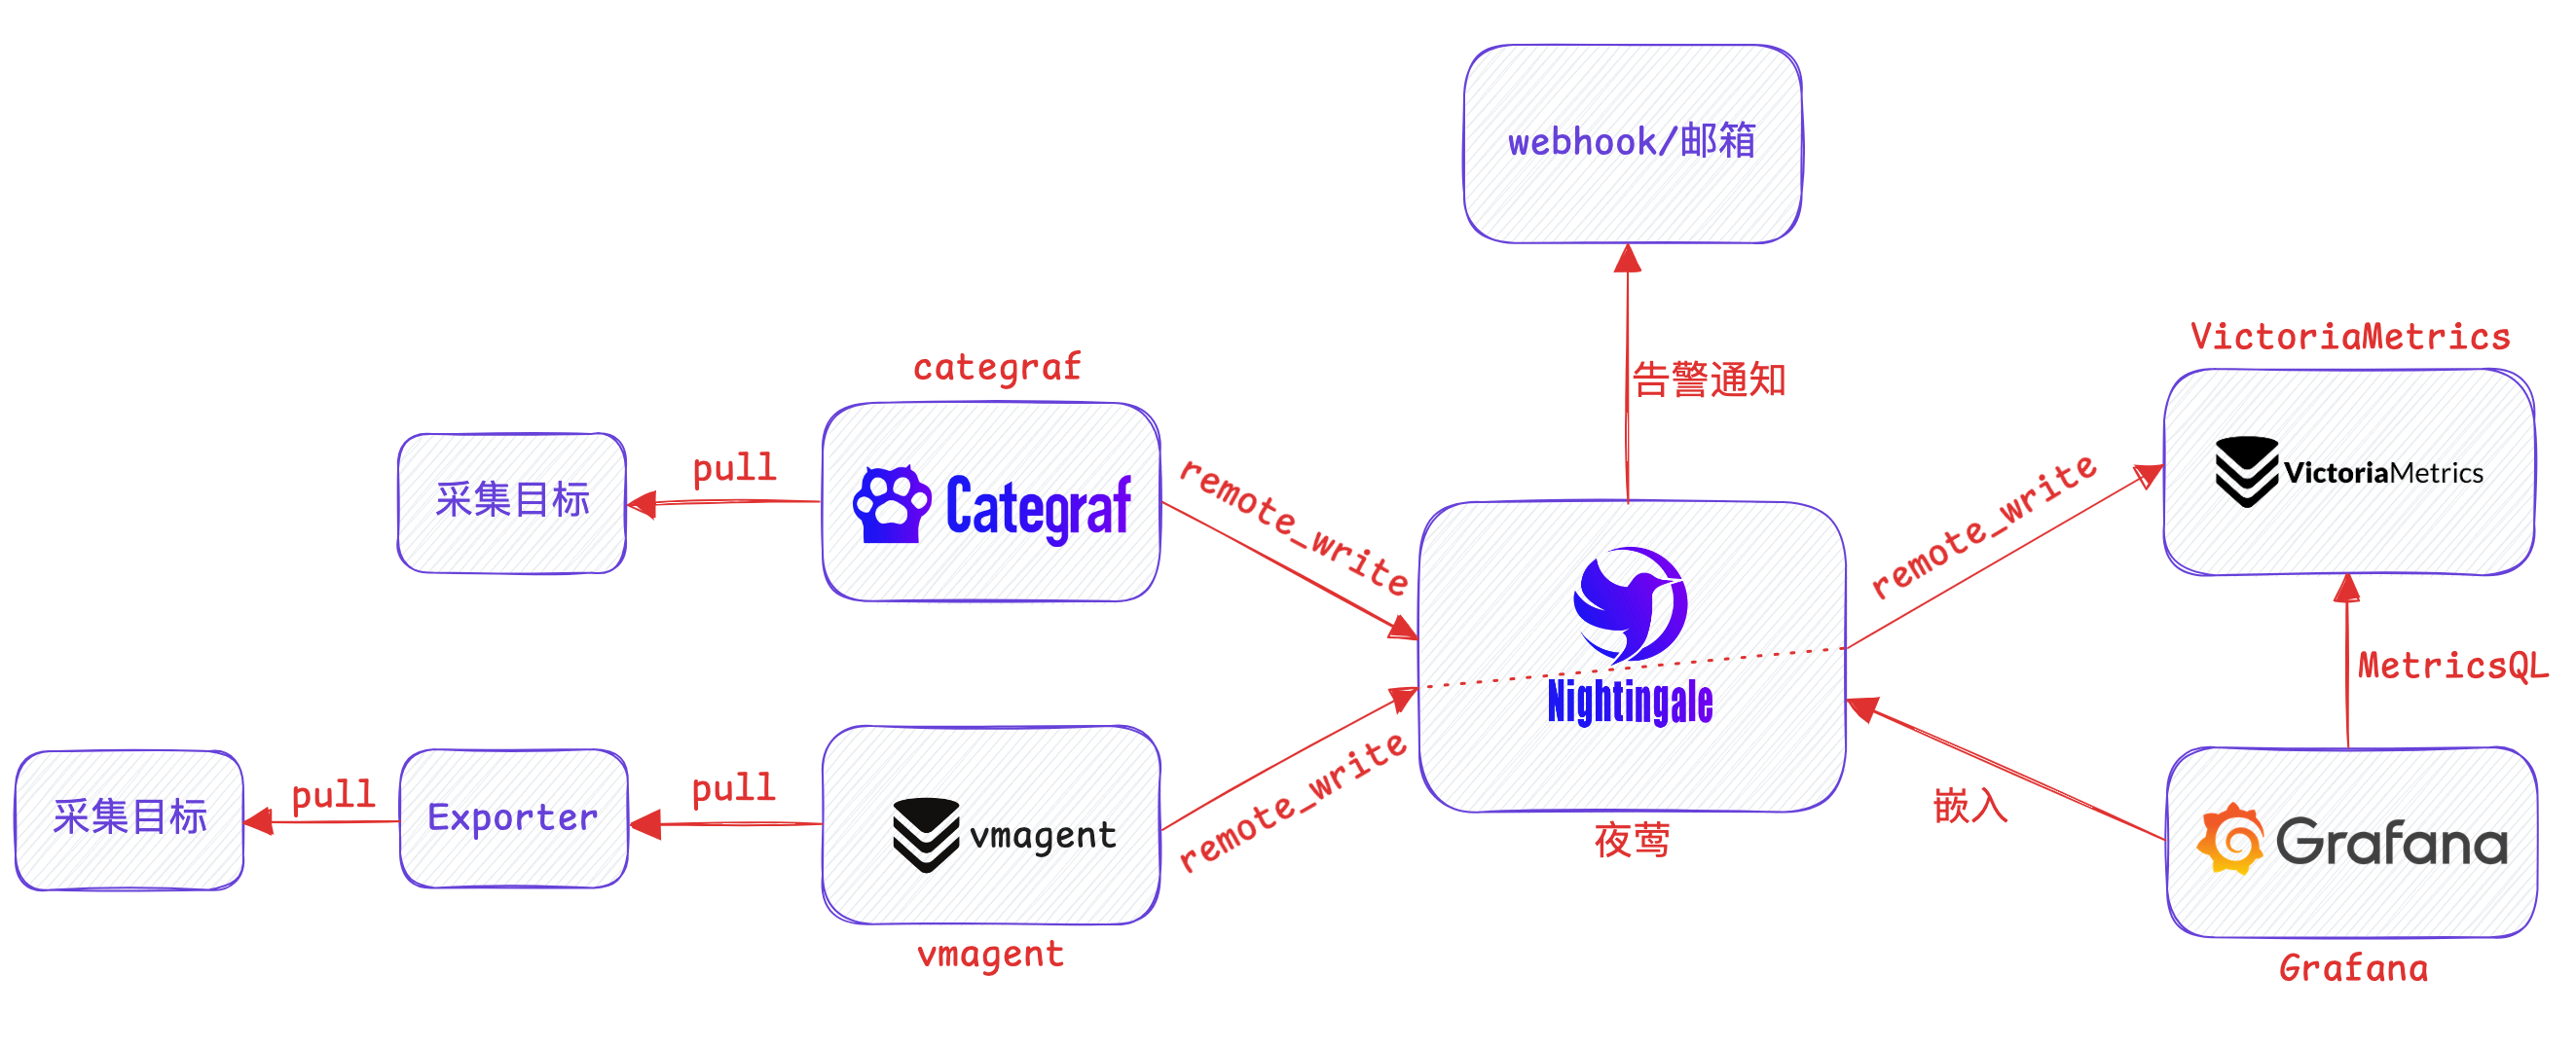 webhook/邮箱
告警通知
VictoriaMetrics
VictoriaMetrics
categraf
Categraf
pull
采集目标
remote_write
remote_write
MetricsQL
Nightingale
夜莺
remote_write
嵌入
采集目标
pull
Exporter
pull
vmagent
vmagent
Grafana
Grafana